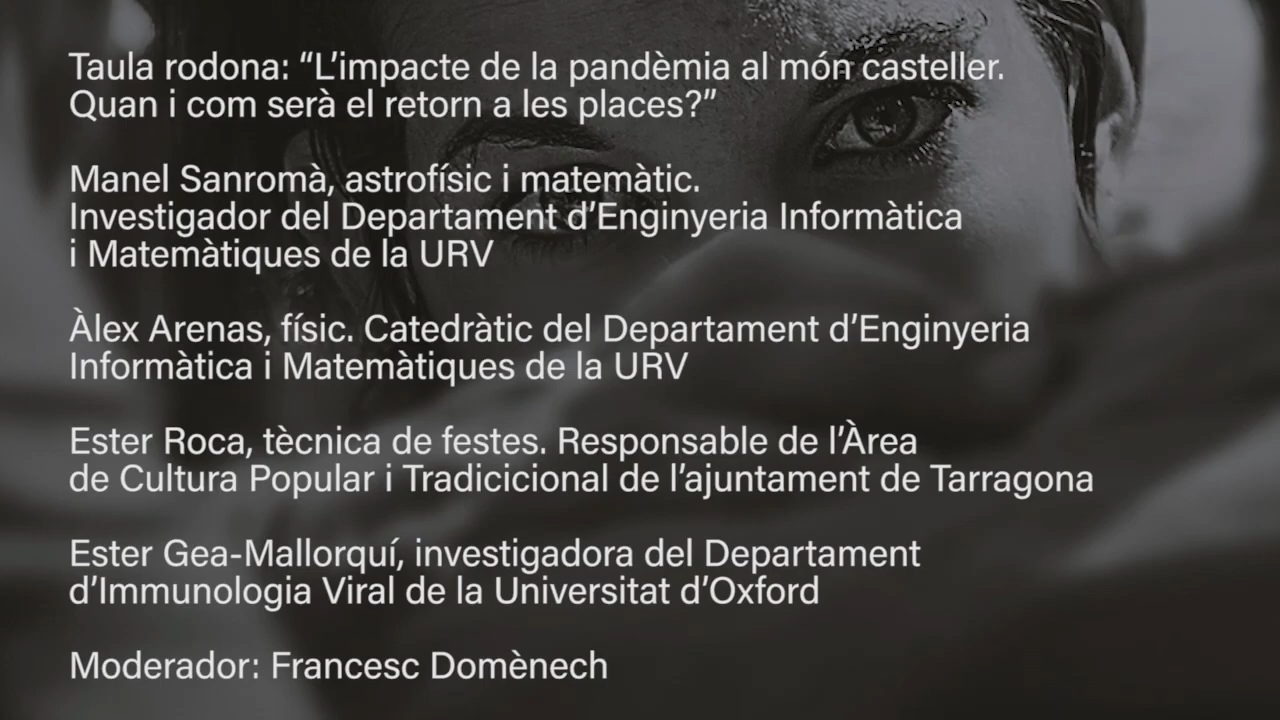 Taula rodona: “L’impacte de la pandèmia al món casteller.
Quan i com serà el retorn a les places?”
Manel Sanromà, astrofísic i matemàtic.
Investigador del Departament d’Enginyeria Informàtica
i Matemàtiques de la URV
Àlex Arenas, físic. Catedràtic del Departament d’Enginyeria
Informàtica i Matemàtiques de la URV
Ester Roca, tècnica de festes. Responsable de l’Àrea
de Cultura Popular i Tradicicional de l’ajuntament de Tarragona
Ester Gea-Mallorquí, investigadora del Departament
d’Immunologia Viral de la Universitat d’Oxford
Moderador: Francesc Domènech